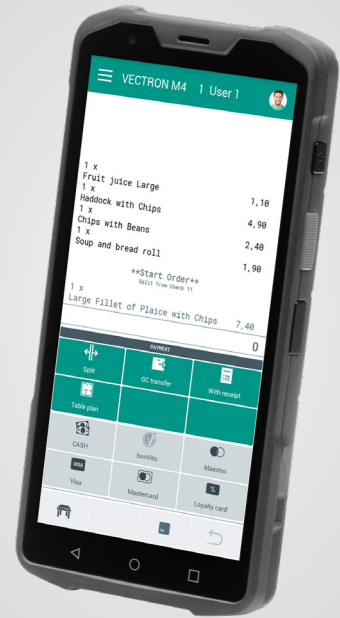 VECTRON M4 1 User 1
1 x
Fruit juice Large 1,10
1 x
Haddock with Chips 4,90
1 x
Chips with Beans 2,40
1 x
Soup and bread roll 1,90
**Start Order**
Split from Check 11
1 x
Large Fillet of Plaice with Chips 7,40
0
PAYMENT
Split GC transfer With receipt
Table plan
CASH bonVito Maestro
VISA %
Visa Mastercard Loyalty card